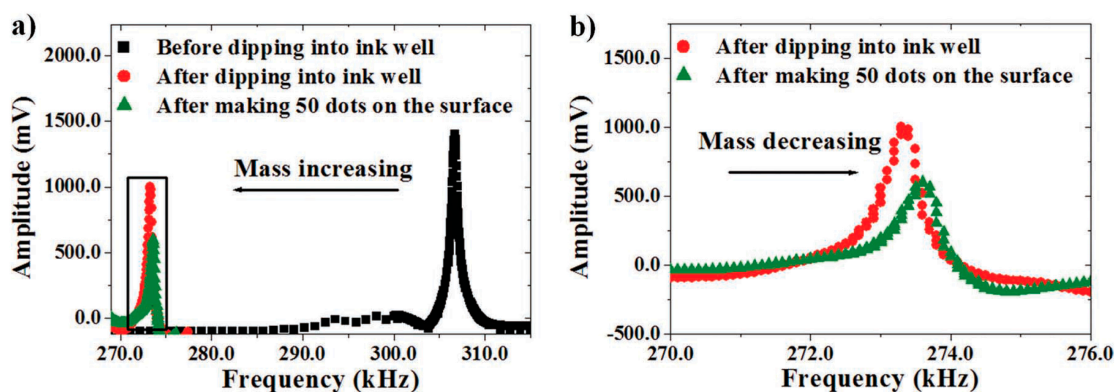 a)
2000.0
1500.0
1000.0
500.0
0.0
Amplitude (mV)
Before dipping into ink well
After dipping into ink well
After making 50 dots on the surface
Mass increasing
270.0 280.0 290.0 300.0 310.0
Frequency (kHz)
b)
1500.0
1000.0
500.0
0.0
-500.0
Amplitude (mV)
After dipping into ink well
After making 50 dots on the surface
Mass decreasing
270.0 272.0 274.0 276.0
Frequency (kHz)